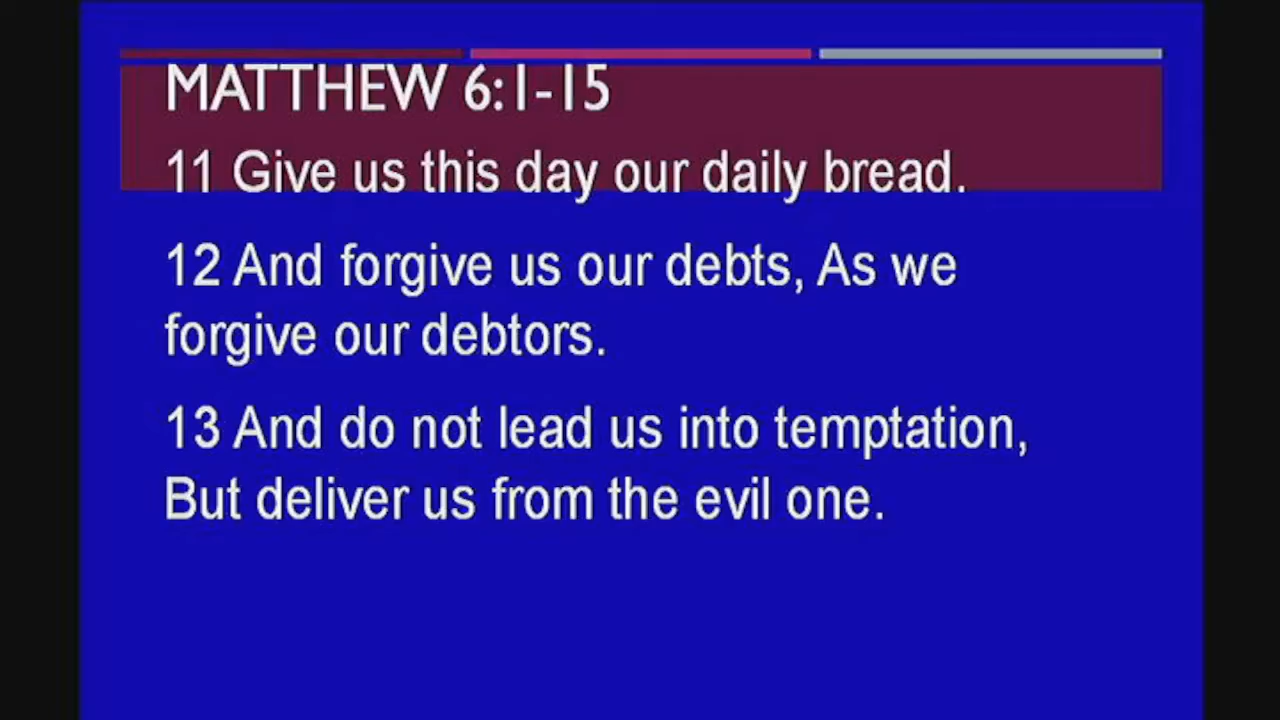 MATTHEW 6:1-15
11 Give us this day our daily bread.
12 And forgive us our debts, As we
forgive our debtors.
13 And do not lead us into temptation,
But deliver us from the evil one.